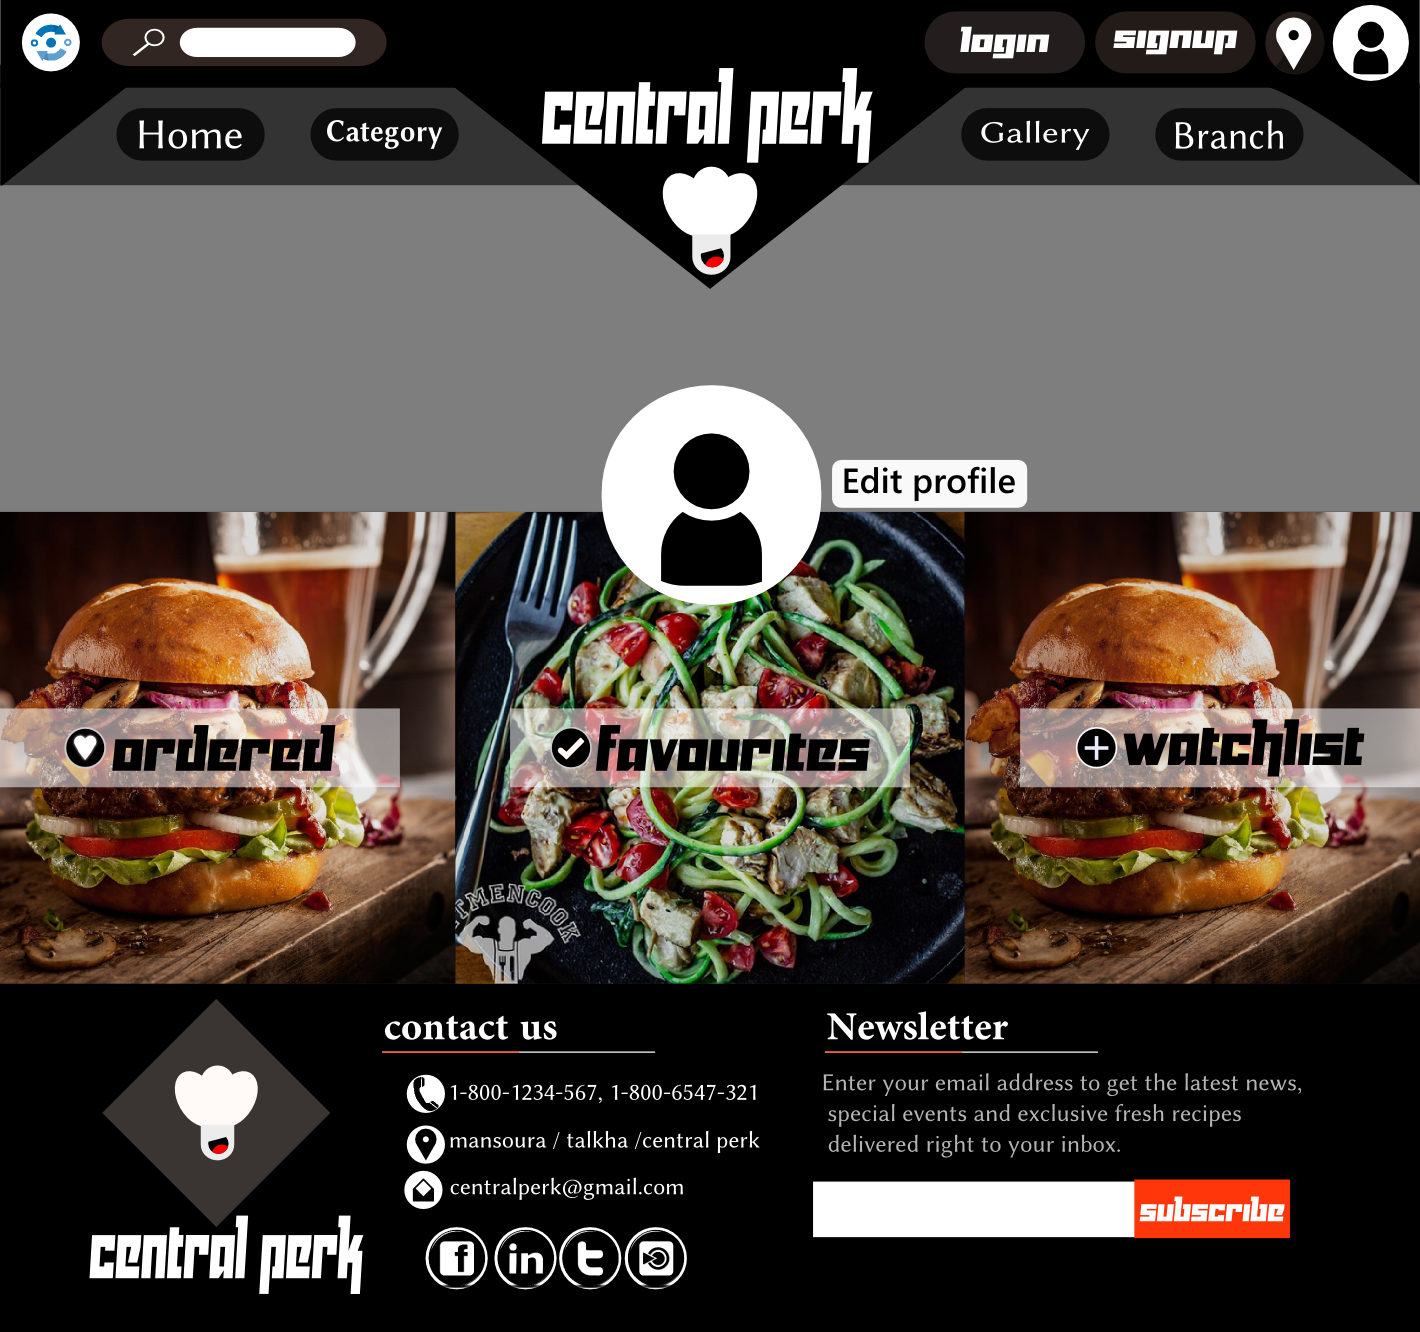 login
signup
Home
Category
central perk
Gallery
Branch
Edit profile
ordered
favourites
watchlist
TMENCOOK
contact us
1-800-1234-567, 1-800-6547-321
mansoura / talkha /central perk
centralperk@gmail.com
f in t
central perk
Newsletter
Enter your email address to get the latest news,
special events and exclusive fresh recipes
delivered right to your inbox.
subscribe